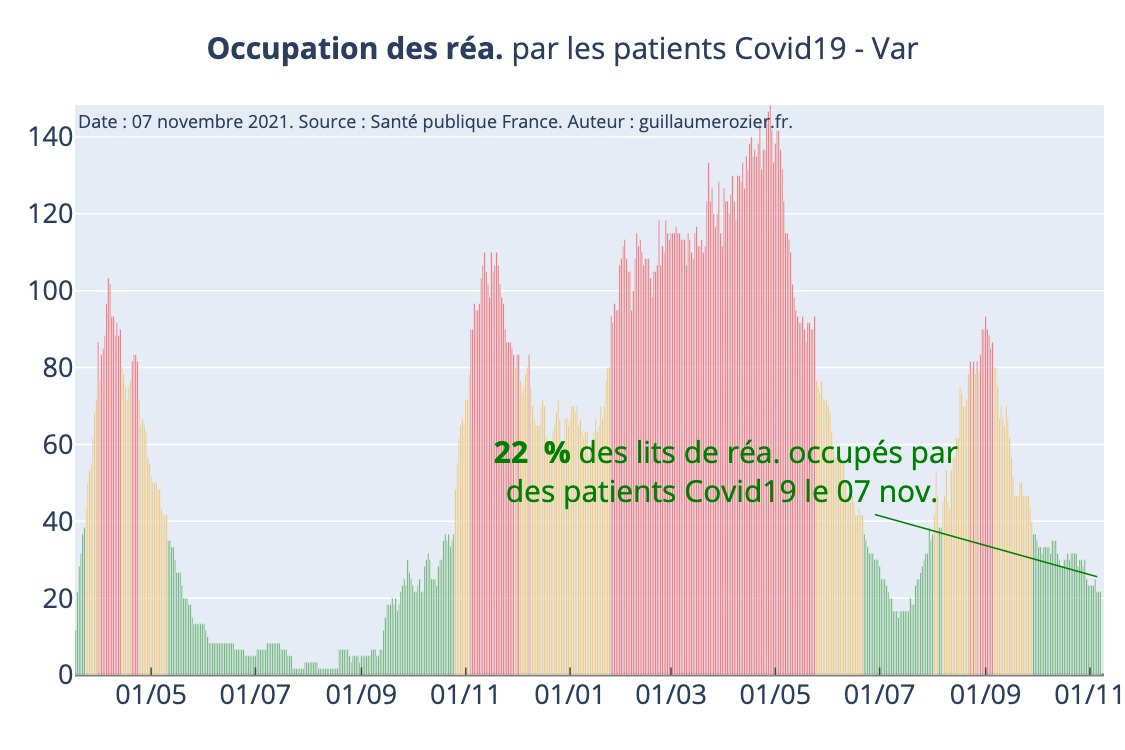 Occupation des réa. par les patients Covid19 - Var
Date : 07 novembre 2021. Source : Santé publique France. Auteur : guillaumerozier.fr.
140
120
100
80
60
40
20
0
22 % des lits de réa. occupés par
des patients Covid19 le 07 nov.
01/05 01/07 01/09 01/11 01/01 01/03 01/05 01/07 01/09 01/11